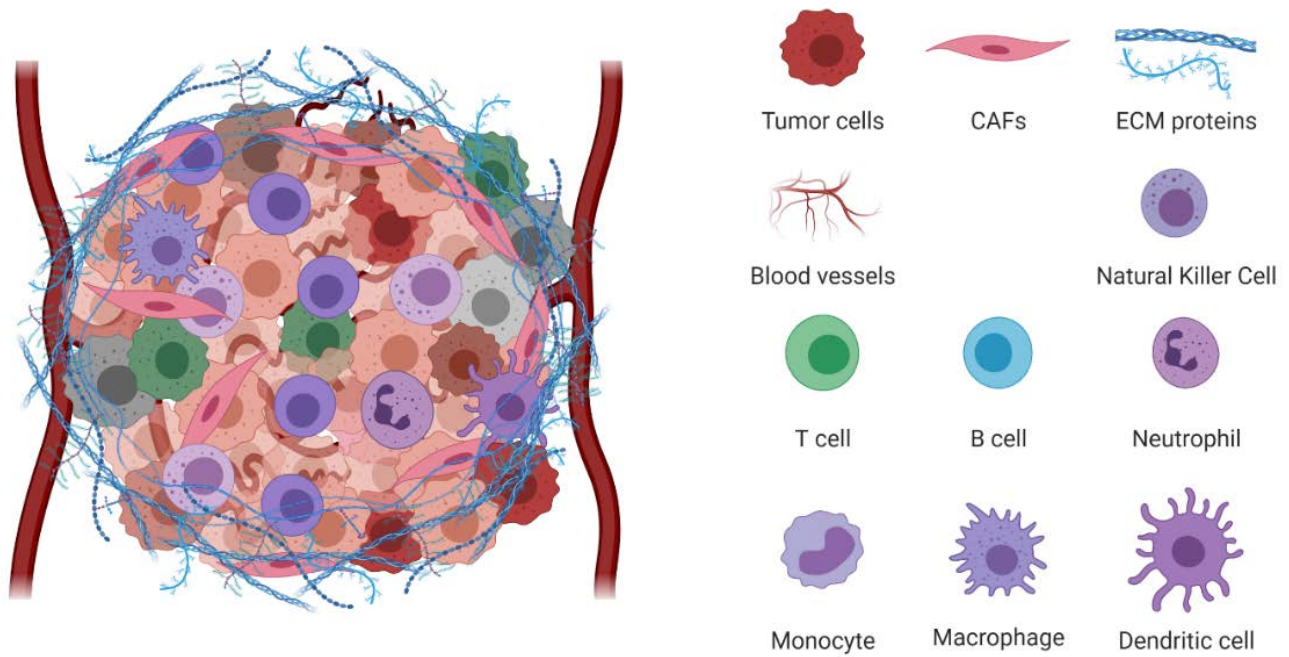 Tumor cells
CAFs
ECM proteins
Blood vessels
Natural Killer Cell
T cell
B cell
Neutrophil
Monocyte
Macrophage
Dendritic cell